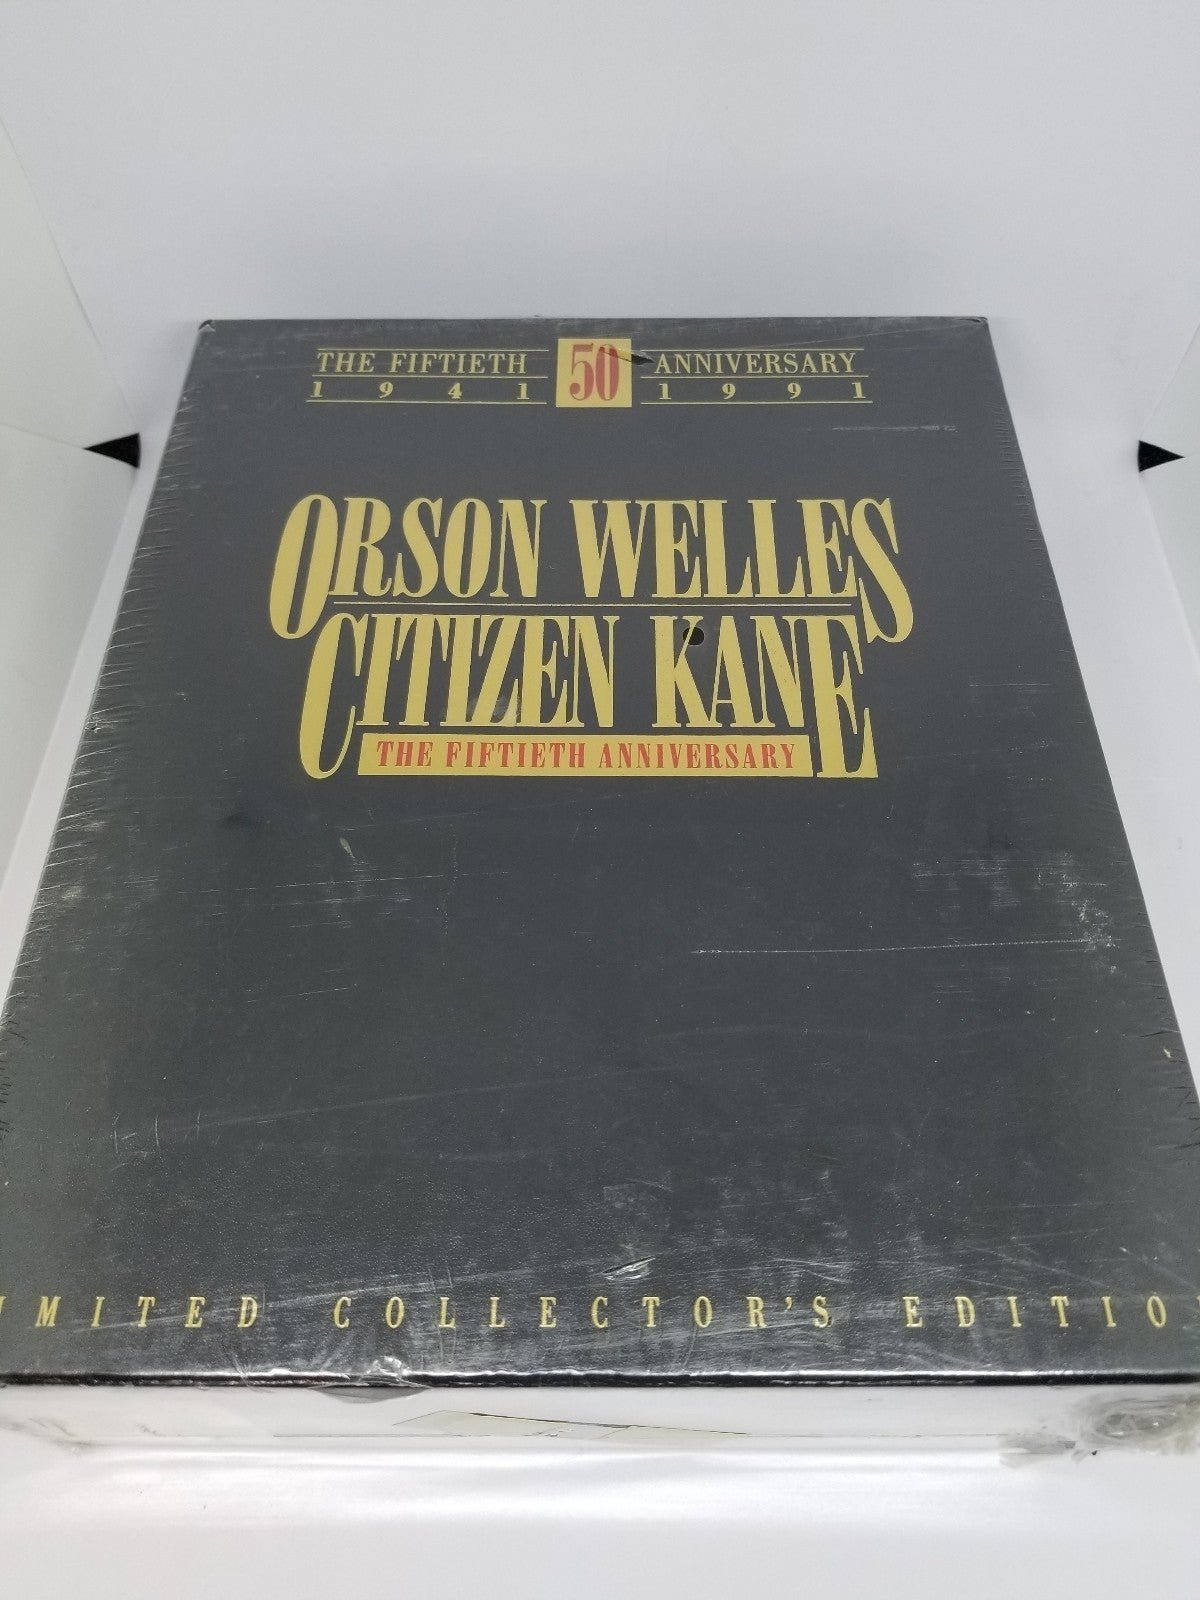 THE FIFTIETH 50 ANNIVERSARY
1941 1991
ORSON WELLES
CITIZEN KANE
THE FIFTIETH ANNIVERSARY
IMITED COLLECTOR'S EDITIO